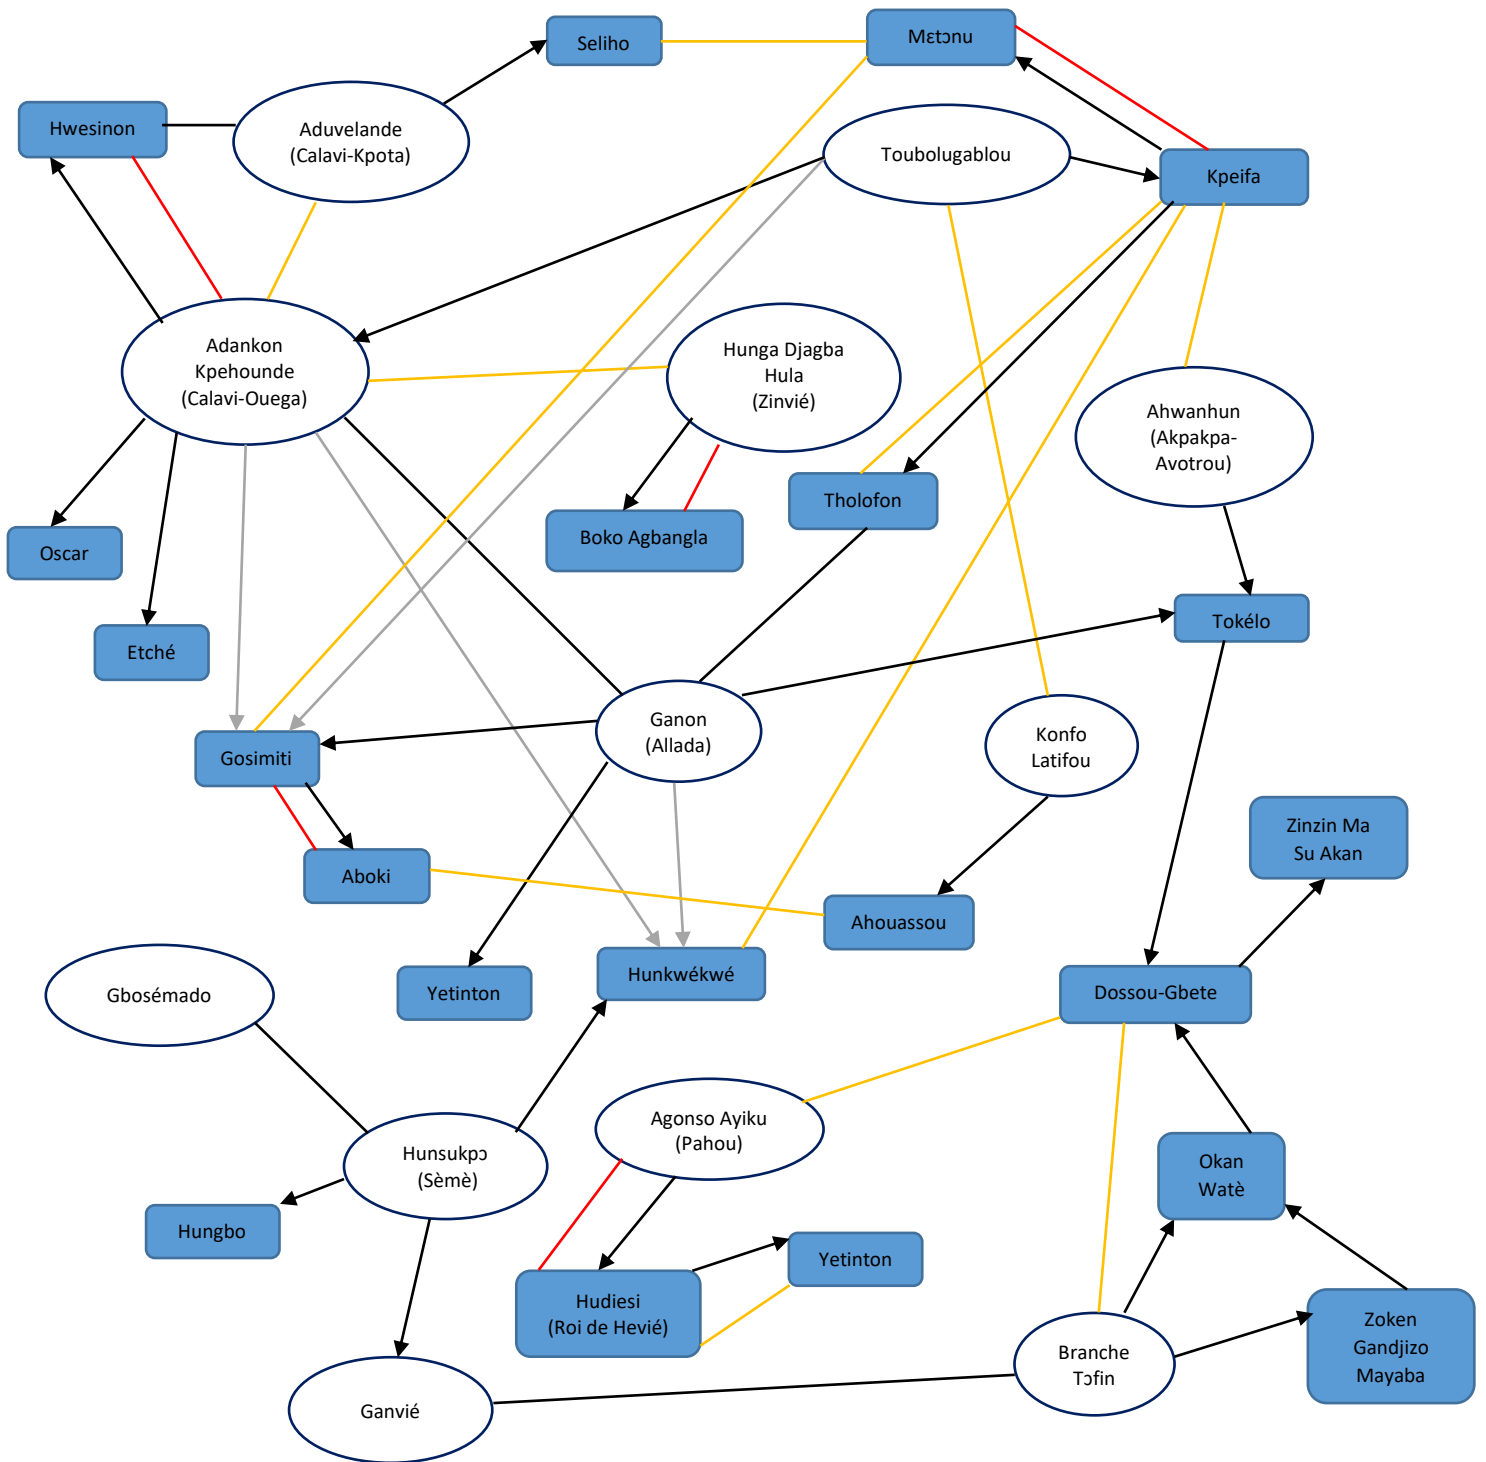 Seliho
Mɛtɔnu
Hwesinon
Aduvelande
(Calavi-Kpota)
Toubolugablou
Kpeifa
Adankon
Kpehounde
(Calavi-Ouega)
Hunga Djagba
Hula
(Zinvié)
Ahwanhun
(Akpakpa-
Avotrou)
Tholofon
Oscar
Boko Agbangla
Etché
Tokélo
Gosimiti
Ganon
(Allada)
Konfo
Latifou
Zinzin Ma
Su Akan
Aboki
Ahouassou
Gbosémado
Yetinton
Hunkwékwé
Dossou-Gbete
Hunsukpɔ
(Sèmè)
Agonso Ayiku
(Pahou)
Okan
Watè
Hungbo
Yetinton
Hudiesi
(Roi de Hevié)
Zoken
Gandjizo
Mayaba
Branche
Tɔfin
Ganvié